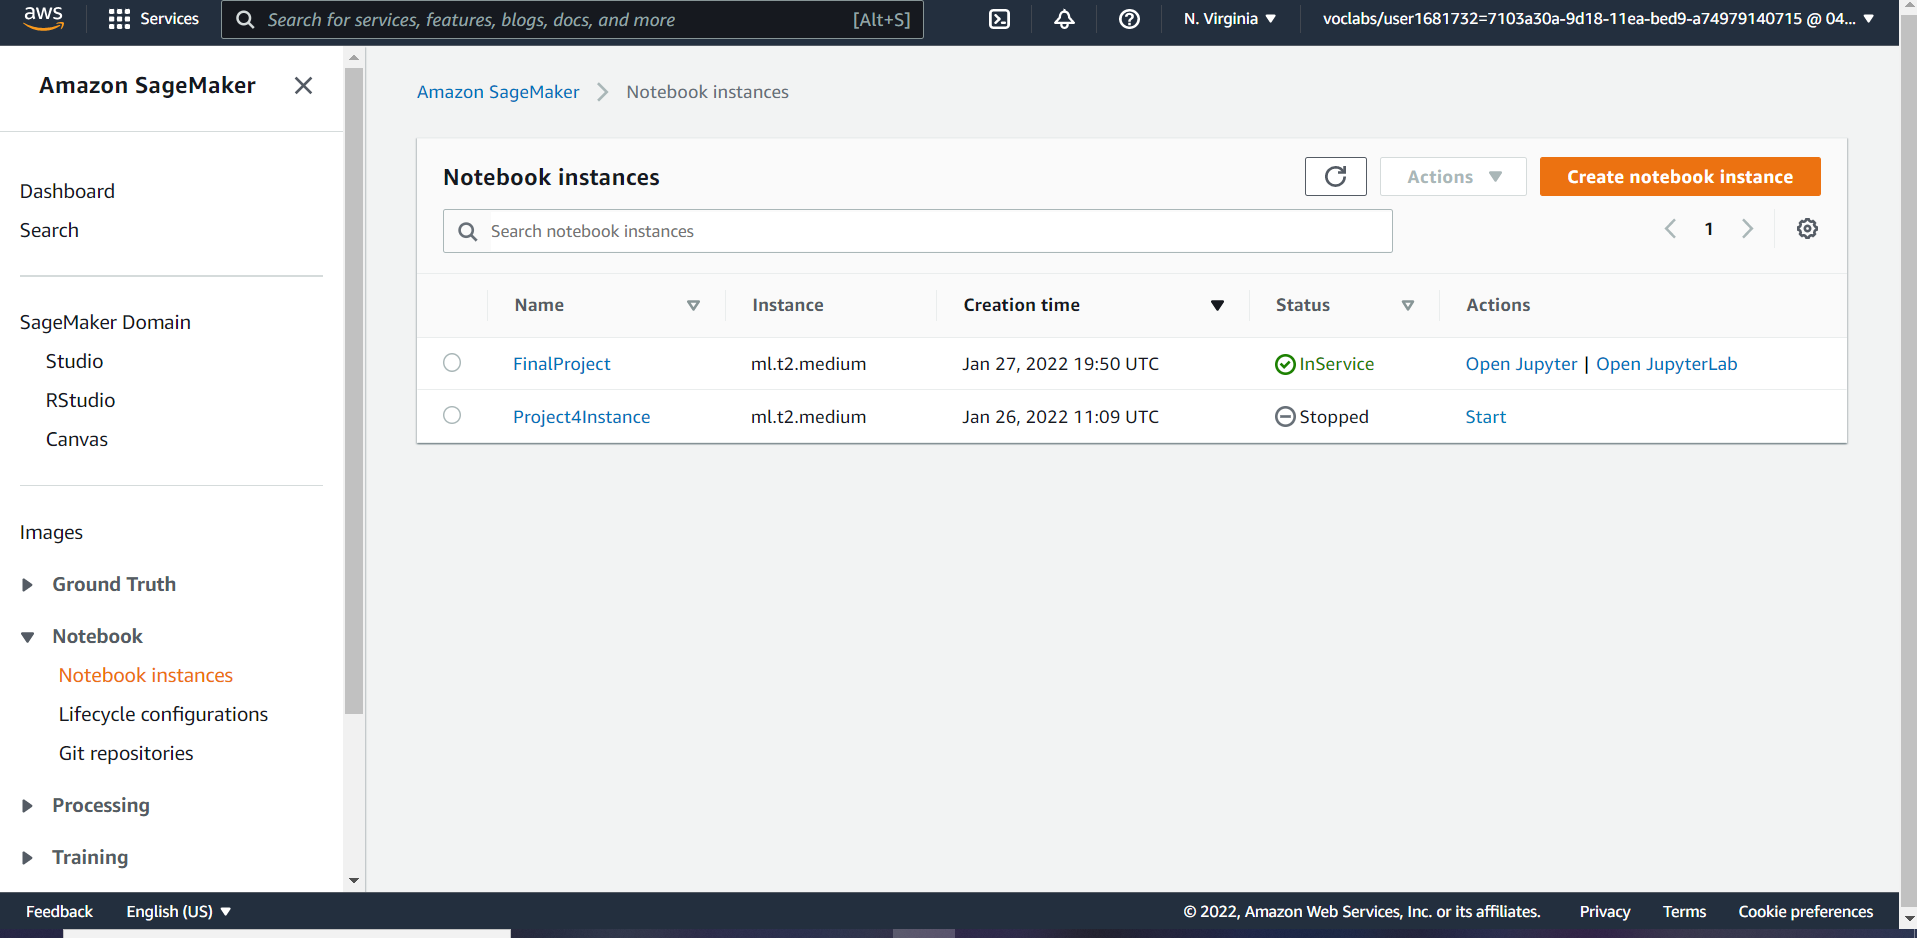 aws Services Search for services, features, blogs, docs, and more [Alt+S] N. Virginia ▼ voclabs/user1681732=7103a30a-9d18-11ea-bed9-a74979140715 @ 04... ▼
Amazon SageMaker
Dashboard
Search
SageMaker Domain
Studio
RStudio
Canvas
Images
Ground Truth
Notebook
Notebook instances
Lifecycle configurations
Git repositories
Processing
Training
Amazon SageMaker > Notebook instances
Notebook instances
Actions
Create notebook instance
Search notebook instances
1
Name Instance Creation time Status Actions
FinalProject ml.t2.medium Jan 27, 2022 19:50 UTC InService Open Jupyter | Open JupyterLab
Project4Instance ml.t2.medium Jan 26, 2022 11:09 UTC Stopped Start
Feedback English (US) ▼ © 2022, Amazon Web Services, Inc. or its affiliates. Privacy Terms Cookie preferences